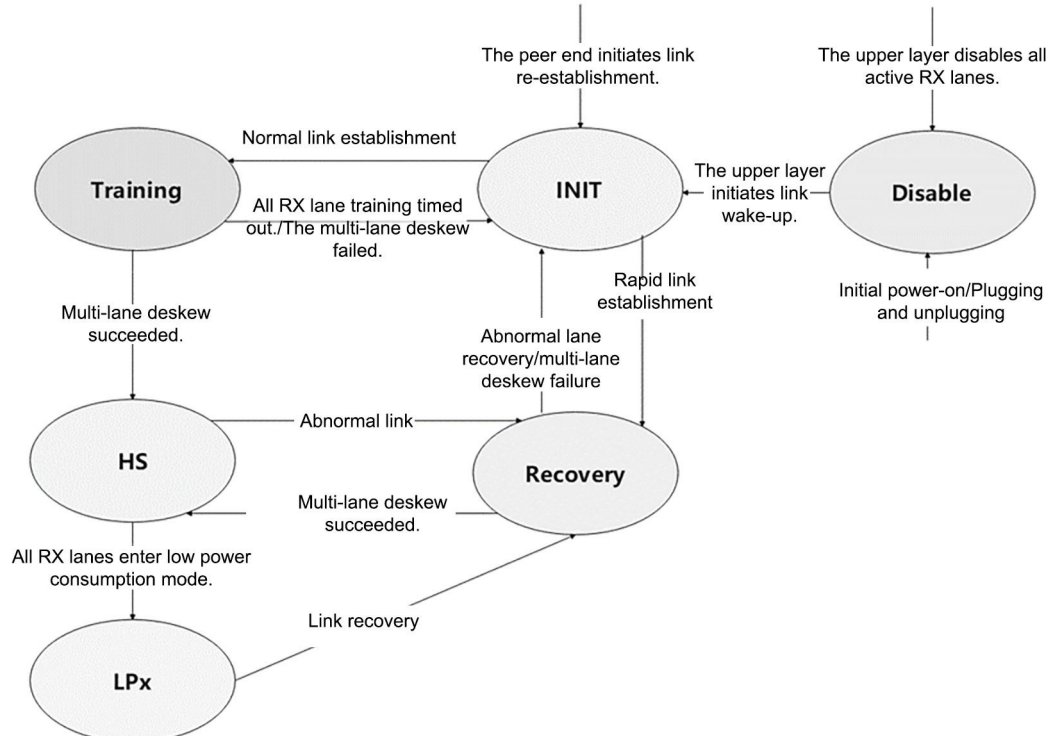 The peer end initiates link
re-establishment.
The upper layer disables all
active RX lanes.
Normal link establishment
Training
INIT
The upper layer
initiates link
wake-up.
Disable
All RX lane training timed
out./The multi-lane deskew
failed.
Rapid link
establishment
Initial power-on/Plugging
and unplugging
Multi-lane deskew
succeeded.
Abnormal lane
recovery/multi-lane
deskew failure
Abnormal link
HS
Recovery
Multi-lane deskew
succeeded.
All RX lanes enter low power
consumption mode.
Link recovery
LPx